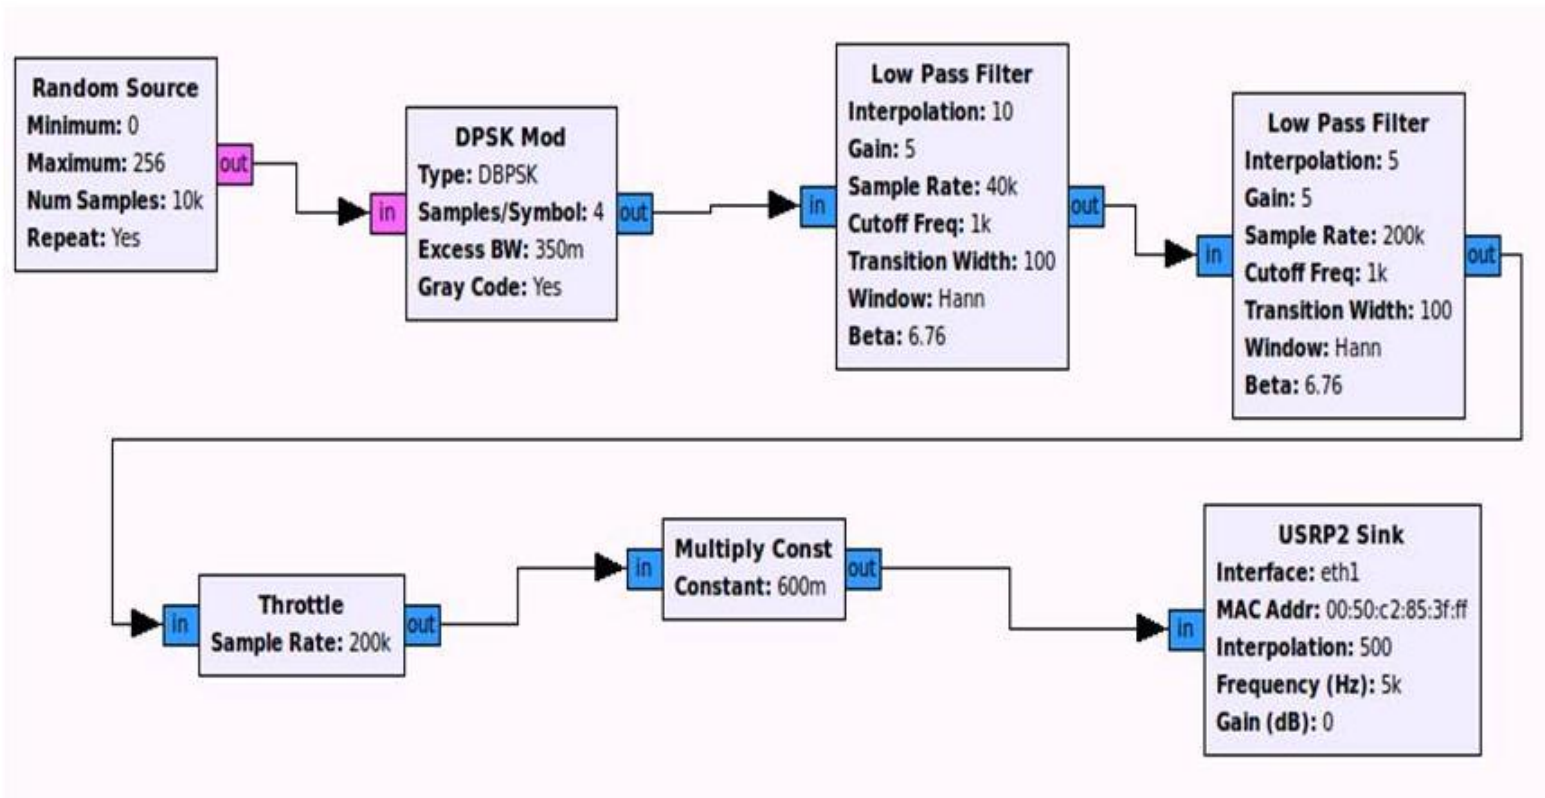 Random Source
Minimum: 0
Maximum: 256
Num Samples: 10k
Repeat: Yes
out
in
DPSK Mod
Type: DBPSK
Samples/Symbol: 4
Excess BW: 350m
Gray Code: Yes
out
in
Low Pass Filter
Interpolation: 10
Gain: 5
Sample Rate: 40k
Cutoff Freq: 1k
Transition Width: 100
Window: Hann
Beta: 6.76
out
in
Low Pass Filter
Interpolation: 5
Gain: 5
Sample Rate: 200k
Cutoff Freq: 1k
Transition Width: 100
Window: Hann
Beta: 6.76
out
in
Throttle
Sample Rate: 200k
out
in
Multiply Const
Constant: 600m
out
in
USRP2 Sink
Interface: eth1
MAC Addr: 00:50:c2:85:3f:ff
Interpolation: 500
Frequency (Hz): 5k
Gain (dB): 0